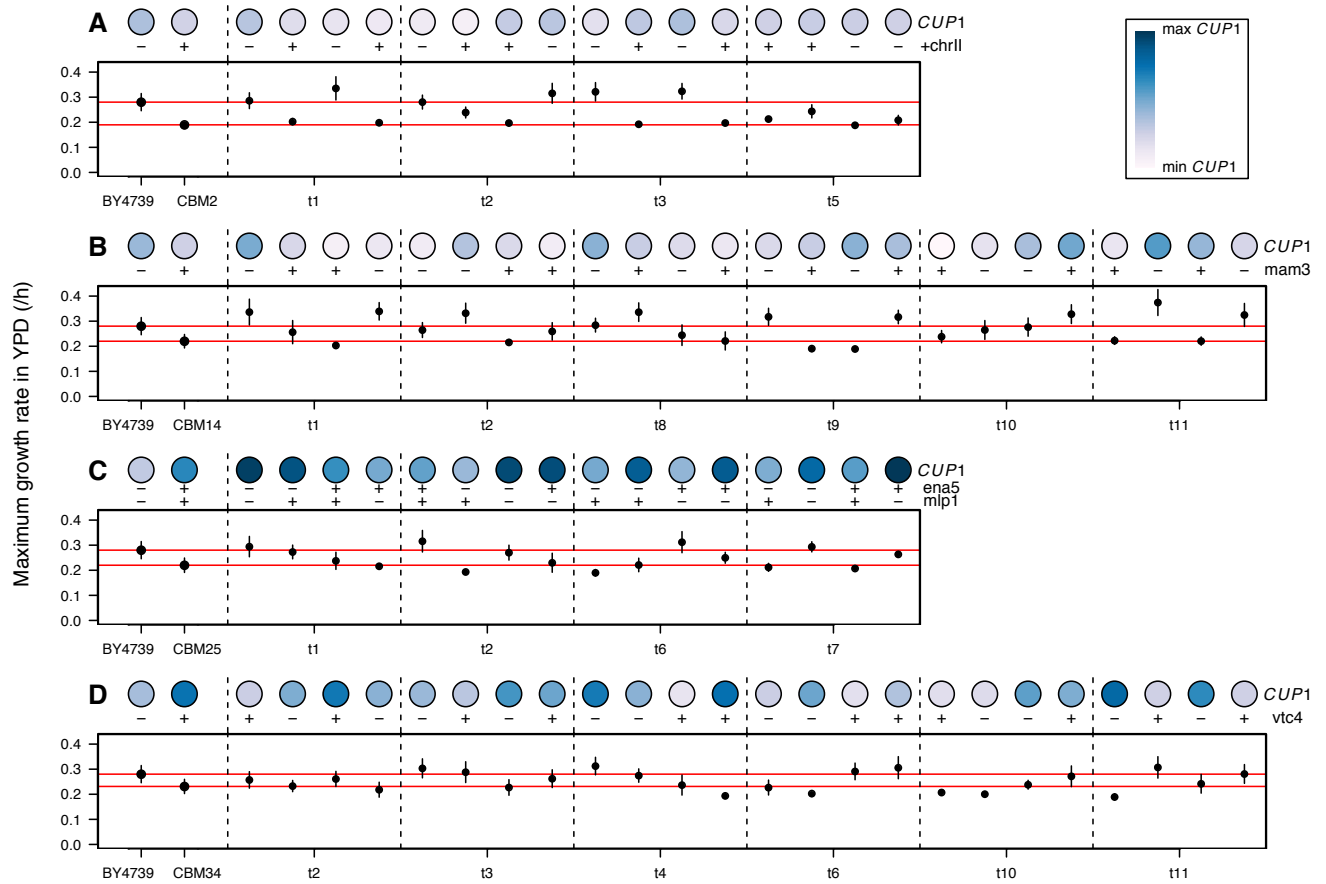 Maximum growth rate in YPD (/h)
A
CUP1
− + − + − + − + + − − + − + + + − −
+chrII
0.4
0.3
0.2
0.1
0.0
BY4739 CBM2 t1 t2 t3 t5
max CUP1
min CUP1
B
CUP1
− + − + + − − − + − − + − + − + − + + − − + + − + −
mam3
0.4
0.3
0.2
0.1
0.0
BY4739 CBM14 t1 t2 t8 t9 t10 t11
C
CUP1
− + − − + + + − − + − − + + − − + +
ena5
− + − + + − + + − − + + − − + − + −
mlp1
0.4
0.3
0.2
0.1
0.0
BY4739 CBM25 t1 t2 t6 t7
D
CUP1
− + + − + − − + − + − − + + − − + + + − − + − + − +
vtc4
0.4
0.3
0.2
0.1
0.0
BY4739 CBM34 t2 t3 t4 t6 t10 t11